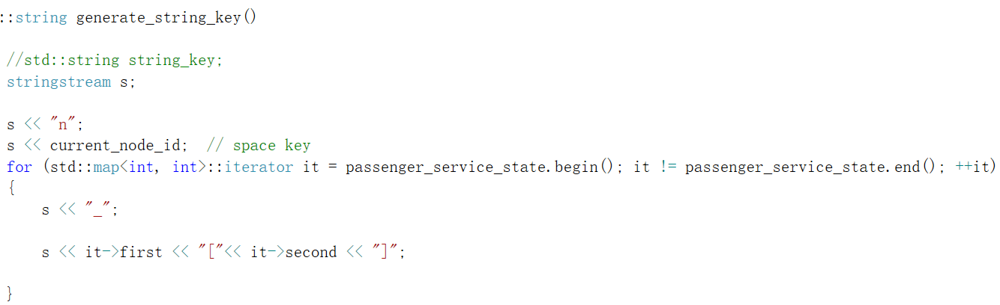 ::string generate_string_key()
//std::string string_key;
stringstream s;
s << "n";
s << current_node_id;  // space key
for (std::map<int, int>::iterator it = passenger_service_state.begin(); it != passenger_service_state.end(); ++it)
{
s << "_";
s << it->first << "["<< it->second << "]";
}